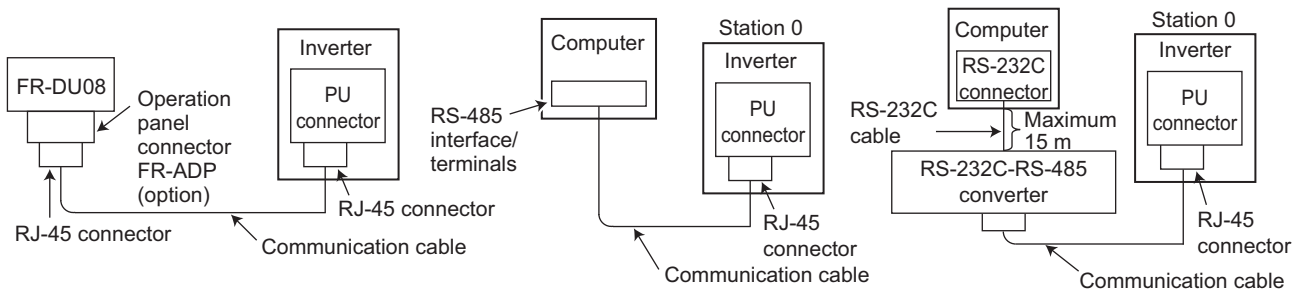 FR-DU08
Operation
panel
connector
FR-ADP
(option)
RJ-45 connector
Inverter
PU
connector
RJ-45 connector
Communication cable
Computer
RS-485
interface/
terminals
Station 0
Inverter
PU
connector
RJ-45
connector
Communication cable
Computer
RS-232C
connector
RS-232C
cable
Maximum
15 m
RS-232C-RS-485
converter
Station 0
Inverter
PU
connector
RJ-45
connector
Communication cable